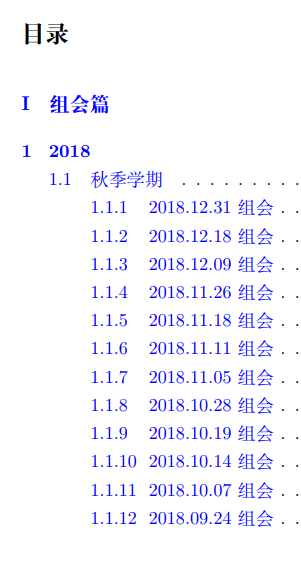 目录
I 组会篇
1 2018
1.1 秋季学期 . . . . . . . . .
1.1.1 2018.12.31 组会 . .
1.1.2 2018.12.18 组会 . .
1.1.3 2018.12.09 组会 . .
1.1.4 2018.11.26 组会 . .
1.1.5 2018.11.18 组会 . .
1.1.6 2018.11.11 组会 . .
1.1.7 2018.11.05 组会 . .
1.1.8 2018.10.28 组会 . .
1.1.9 2018.10.19 组会 . .
1.1.10 2018.10.14 组会 . .
1.1.11 2018.10.07 组会 . .
1.1.12 2018.09.24 组会 . .